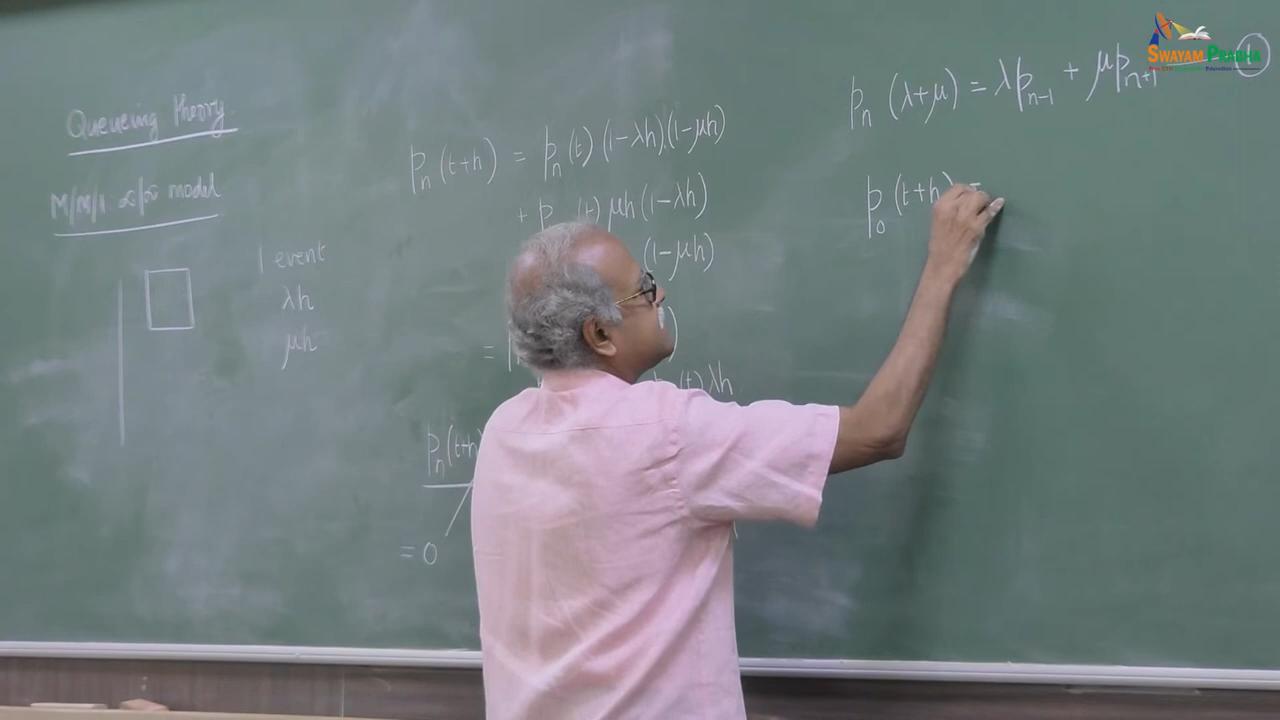 Queueing Theory
M/M/1 ∞/∞ model
1 event
λh
μh
pₙ(t+h) = pₙ(t)(1-λh)(1-μh)
μh(1-λh)
(1-μh)
=
(t) λh
pₙ(t+h)
= 0
pₙ(λ+μ) = λpₙ₋₁ + μpₙ₊₁ — ①
p₀(t+h) =
SWAYAM PRABHA